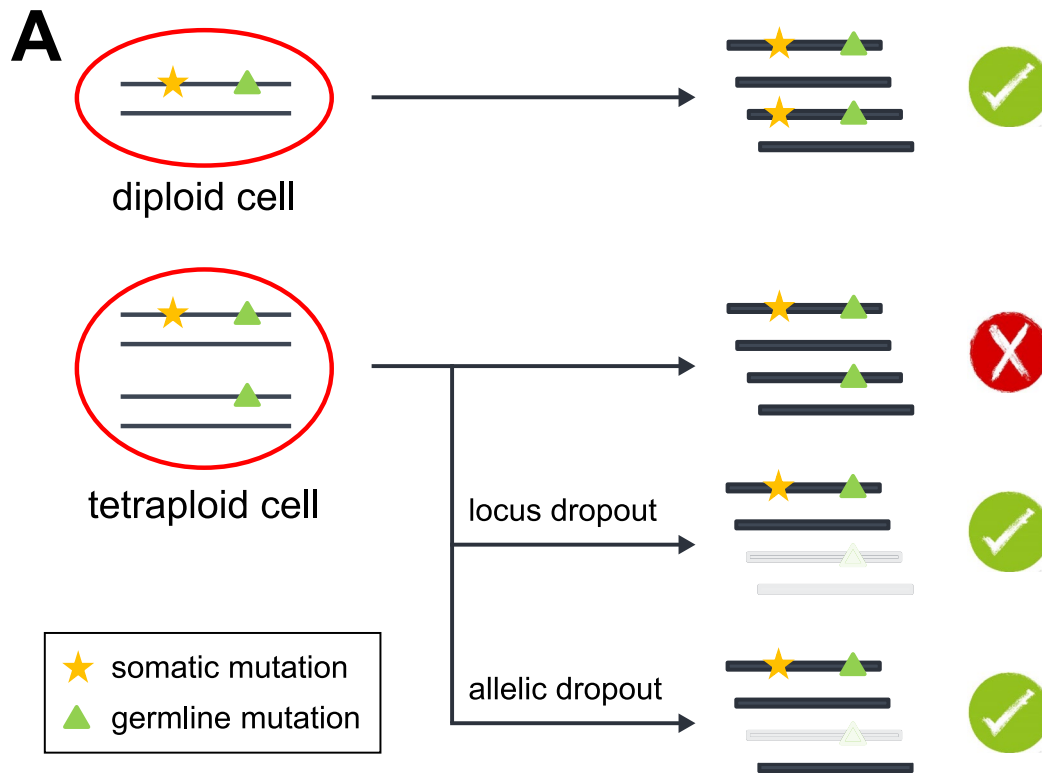 A
diploid cell
tetraploid cell
locus dropout
allelic dropout
somatic mutation
germline mutation